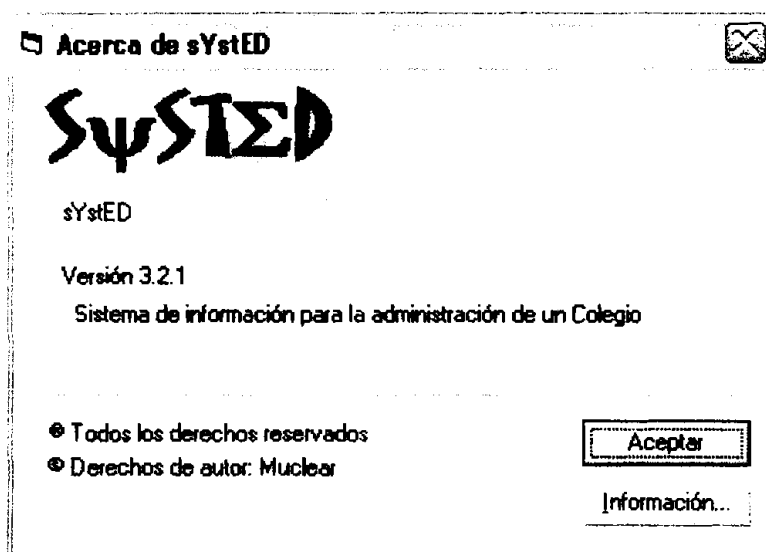 Acerca de sYstED
SψSTΣD
sYstED
Versión 3.2.1
Sistema de información para la administración de un Colegio
® Todos los derechos reservados
© Derechos de autor: Muclear
Aceptar
Información...